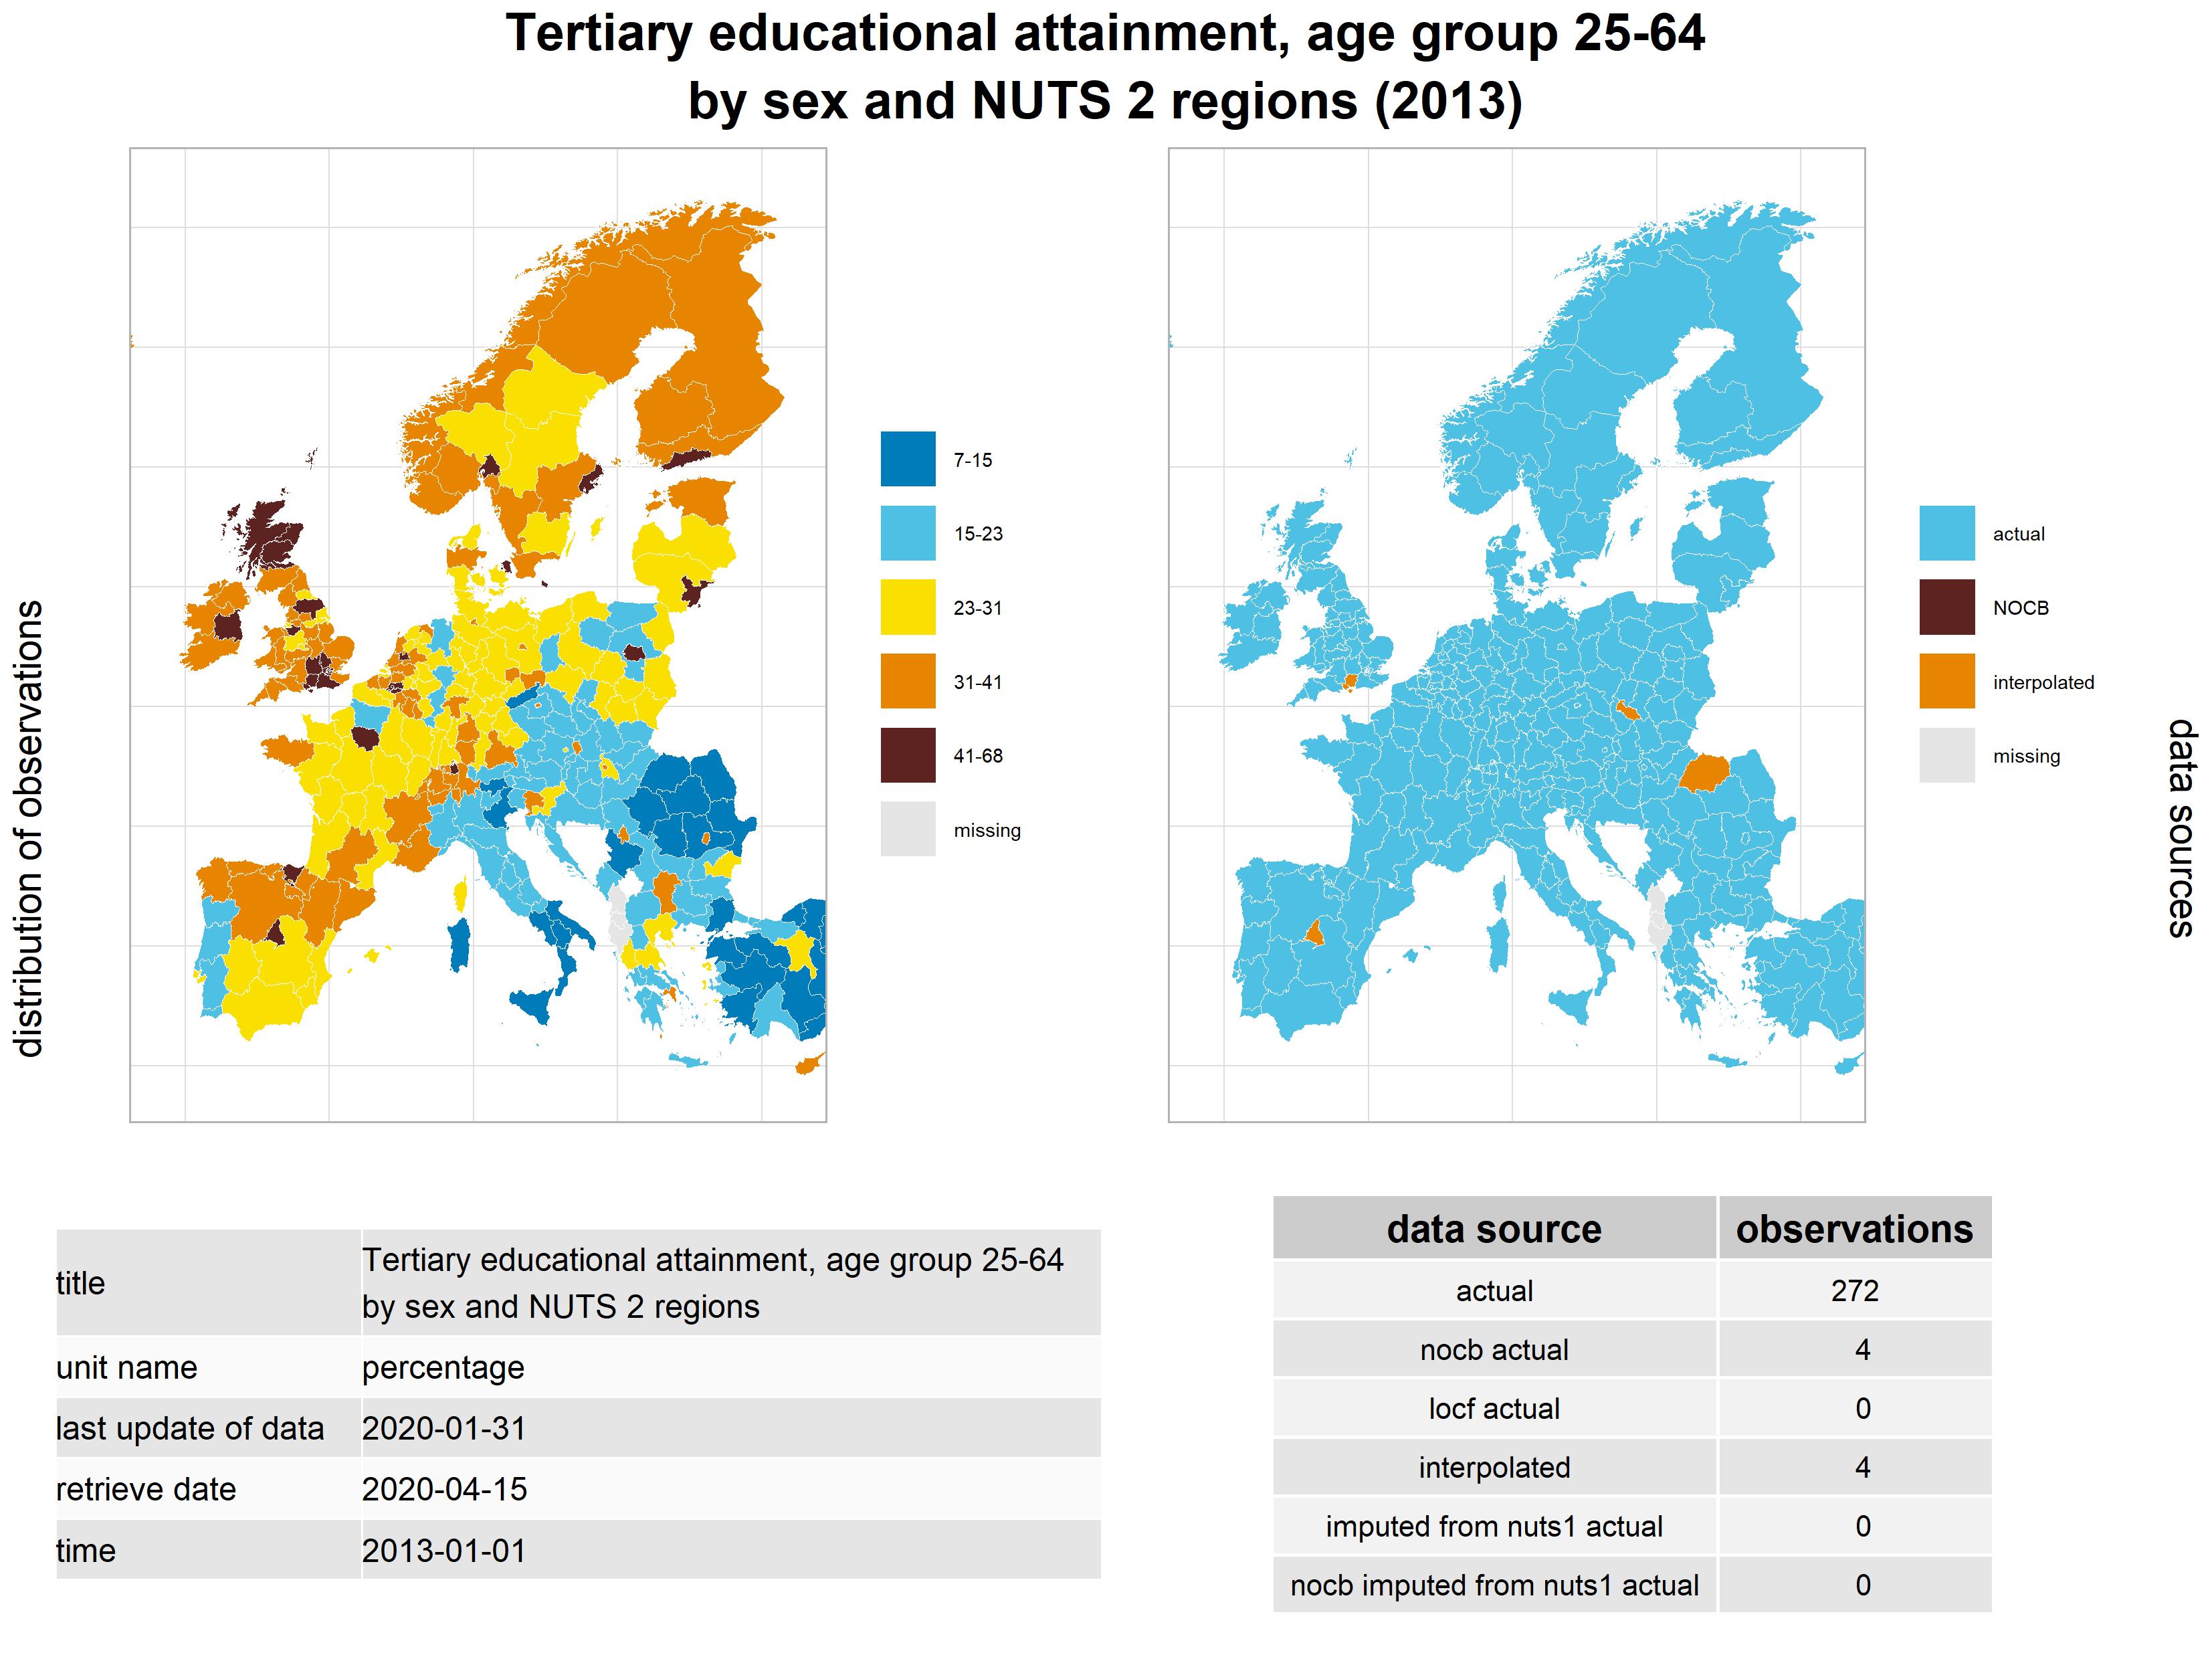 Tertiary educational attainment, age group 25-64
by sex and NUTS 2 regions (2013)
distribution of observations
7-15
15-23
23-31
31-41
41-68
missing
actual
NOCB
interpolated
missing
data sources
title
Tertiary educational attainment, age group 25-64
by sex and NUTS 2 regions
unit name percentage
last update of data 2020-01-31
retrieve date 2020-04-15
time 2013-01-01
data source observations
actual 272
nocb actual 4
locf actual 0
interpolated 4
imputed from nuts1 actual 0
nocb imputed from nuts1 actual 0